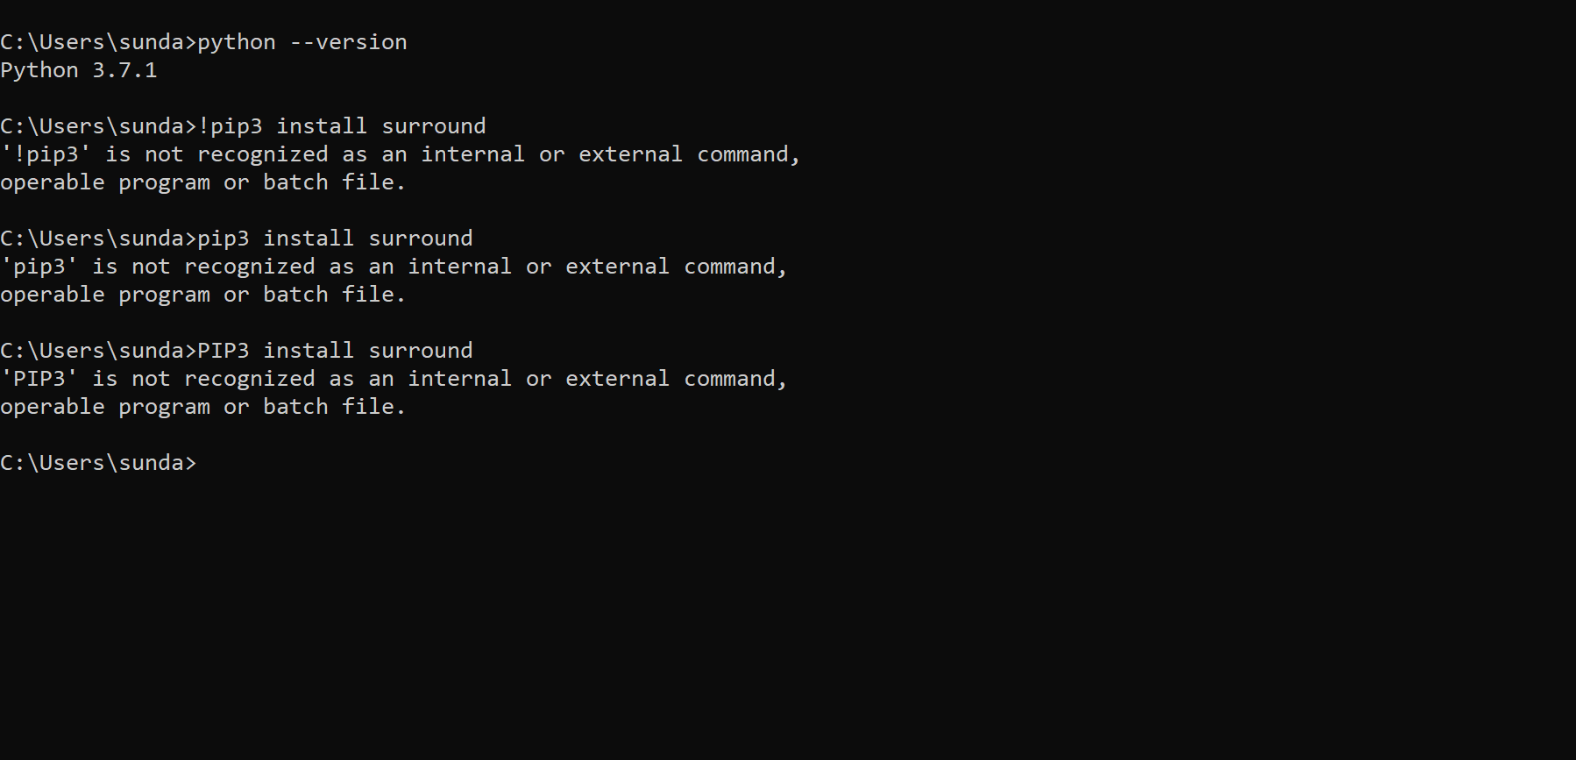 C:\Users\sunda>python --version
Python 3.7.1
C:\Users\sunda>!pip3 install surround
'!pip3' is not recognized as an internal or external command,
operable program or batch file.
C:\Users\sunda>pip3 install surround
'pip3' is not recognized as an internal or external command,
operable program or batch file.
C:\Users\sunda>PIP3 install surround
'PIP3' is not recognized as an internal or external command,
operable program or batch file.
C:\Users\sunda>